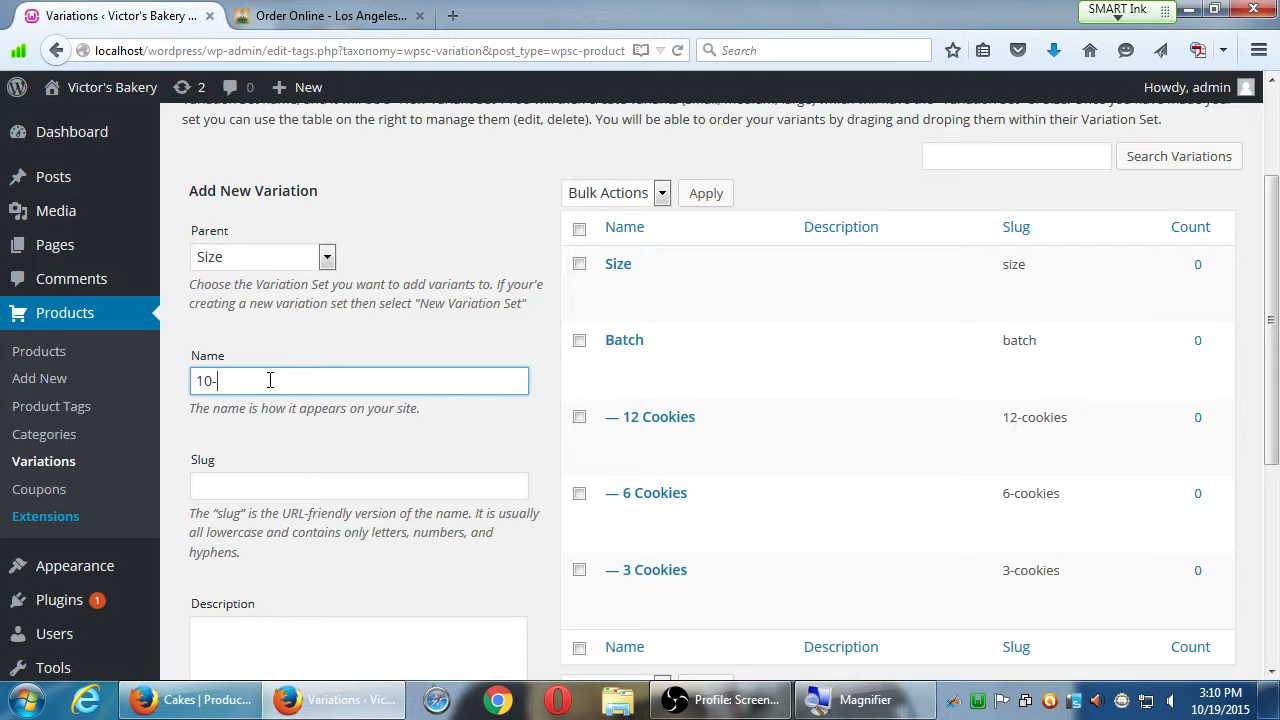 Variations ‹ Victor's Bakery ...
Order Online - Los Angeles...
SMART Ink
localhost/wordpress/wp-admin/edit-tags.php?taxonomy=wpsc-variation&post_type=wpsc-product
Search
Victor's Bakery
2
0
New
Howdy, admin
set you can use the table on the right to manage them (edit, delete). You will be able to order your variants by draging and droping them within their Variation Set.
Search Variations
Dashboard
Posts
Media
Pages
Comments
Products
Products
Add New
Product Tags
Categories
Variations
Coupons
Extensions
Appearance
Plugins 1
Users
Tools
Add New Variation
Parent
Size
Choose the Variation Set you want to add variants to. If your'e
creating a new variation set then select "New Variation Set"
Name
10-
The name is how it appears on your site.
Slug
The “slug” is the URL-friendly version of the name. It is usually
all lowercase and contains only letters, numbers, and
hyphens.
Description
Bulk Actions
Apply
Name Description Slug Count
Size size 0
Batch batch 0
— 12 Cookies 12-cookies 0
— 6 Cookies 6-cookies 0
— 3 Cookies 3-cookies 0
Name Description Slug Count
Cakes | Produc...
Variations ‹ Vic...
Profile: Screen...
Magnifier
3:10 PM
10/19/2015